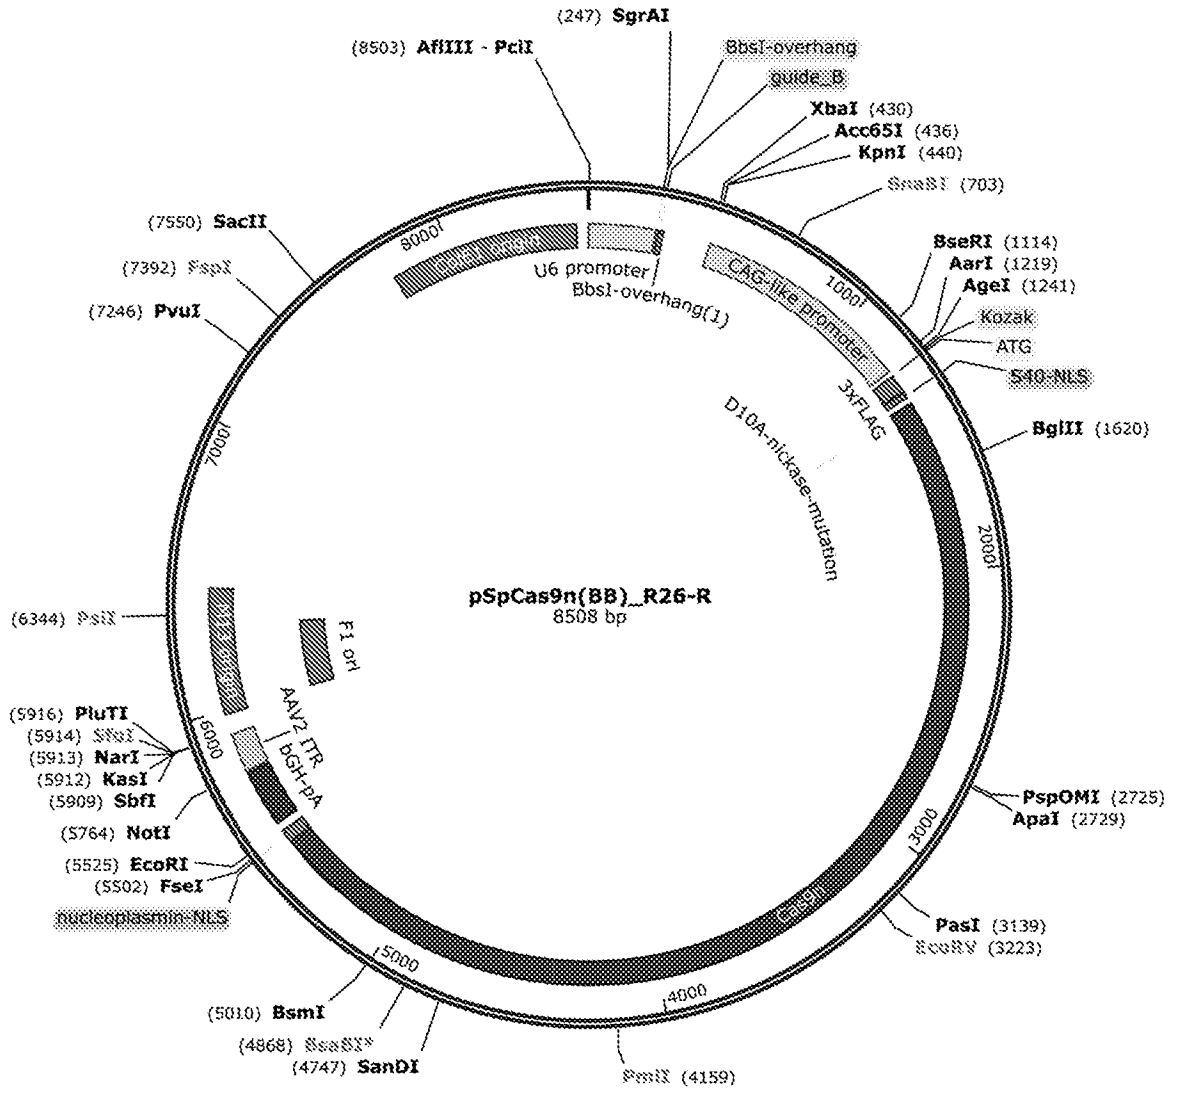 (247) SgrAI
(8503) AflIII - PciI
BbsI-overhang
guide_B
XbaI (430)
Acc65I (436)
KpnI (440)
SnaBI (703)
BseRI (1114)
AarI (1219)
AgeI (1241)
Kozak
ATG
S40-NLS
BglII (1620)
(7550) SacII
(7392) FspI
(7246) PvuI
8000
U6 promoter
BbsI-overhang(1)
CAG-like promoter
1000
3xFLAG
D10A-nickase-mutation
7000
2000
pSpCas9n(BB)_R26-R
8508 bp
(6344) PsiI
F1 ori
AAV2 ITR
bGH-pA
6000
(5916) PluTI
(5914) SfoI
(5913) NarI
(5912) KasI
(5909) SbfI
(5764) NotI
(5525) EcoRI
(5502) FseI
nucleoplasmin-NLS
PspOMI (2725)
ApaI (2729)
3000
Cas9n
PasI (3139)
EcoRV (3223)
5000
4000
(5010) BsmI
(4868) BsaBI*
(4747) SanDI
PmlI (4159)